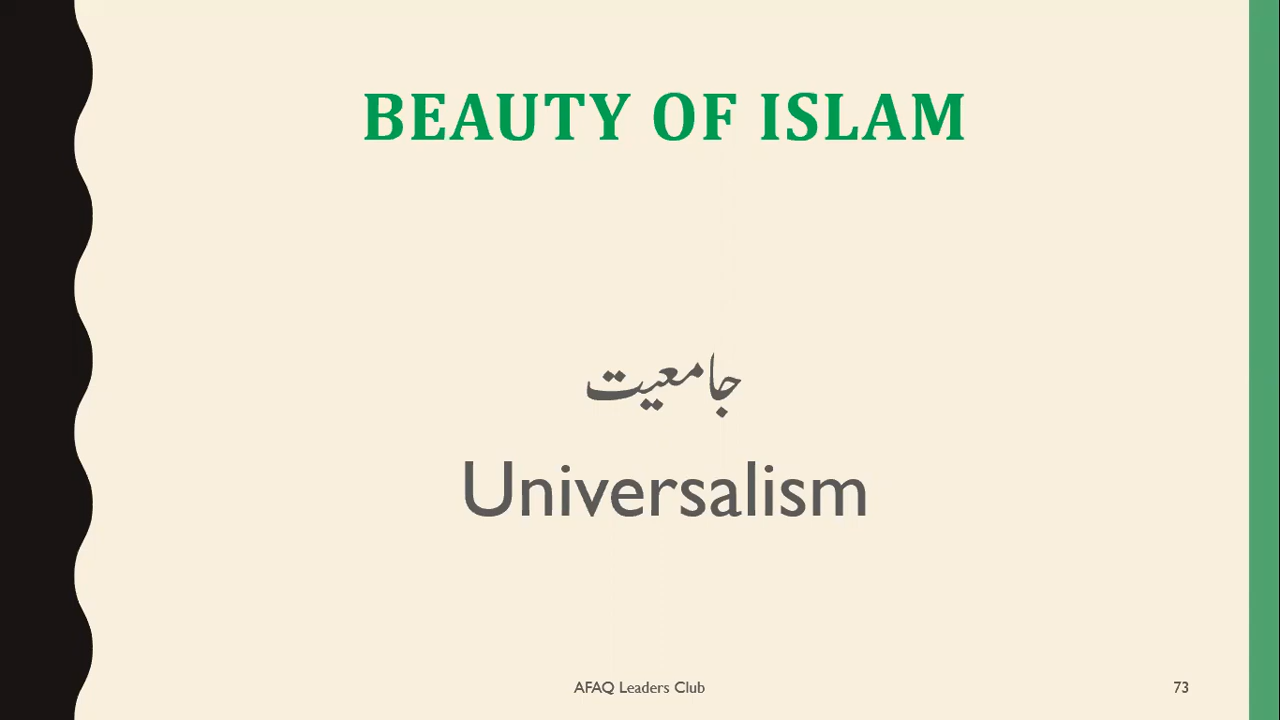 BEAUTY OF ISLAM
جامعیت
Universalism
AFAQ Leaders Club
73